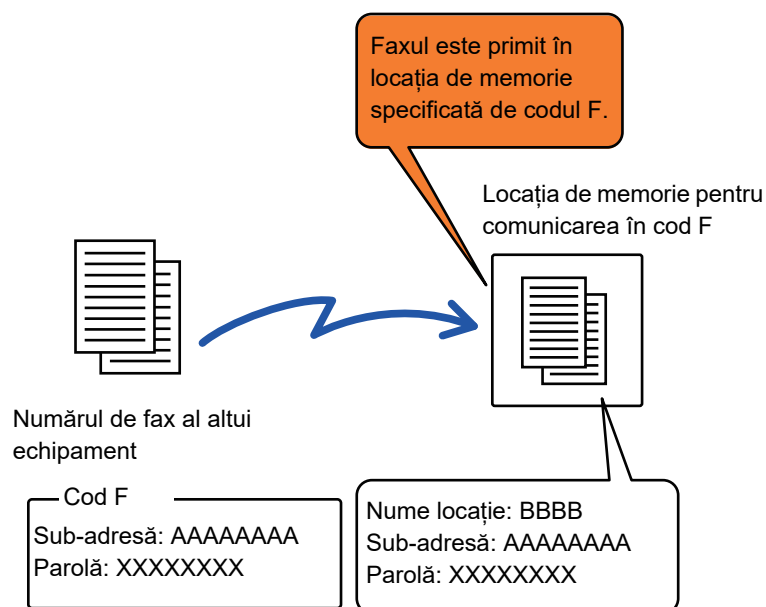 Faxul este primit în
locația de memorie
specificată de codul F.
Locația de memorie pentru
comunicarea în cod F
Numărul de fax al altui
echipament
Cod F
Sub-adresă: AAAAAAAA
Parolă: XXXXXXXX
Nume locație: BBBB
Sub-adresă: AAAAAAAA
Parolă: XXXXXXXX